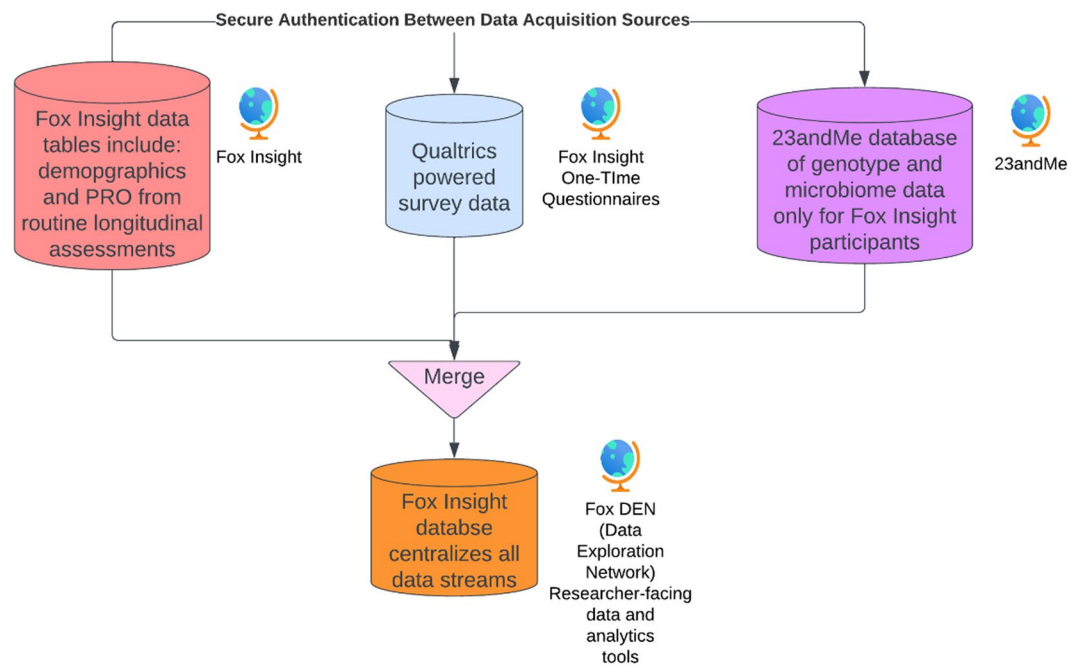 Secure Authentication Between Data Acquisition Sources
Fox Insight data
tables include:
demopgraphics
and PRO from
routine longitudinal
assessments
Fox Insight
Qualtrics
powered
survey data
Fox Insight
One-TIme
Questionnaires
23andMe database
of genotype and
microbiome data
only for Fox Insight
participants
23andMe
Merge
Fox Insight
databse
centralizes all
data streams
Fox DEN
(Data
Exploration
Network)
Researcher-facing
data and
analytics
tools